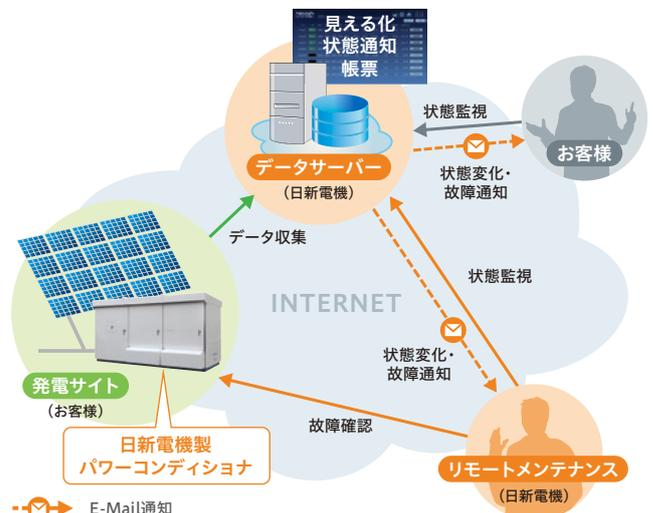 見える化
状態通知
帳票
状態監視
お客様
データサーバー
(日新電機)
状態変化・
故障通知
データ収集
INTERNET
状態監視
状態変化・
故障通知
発電サイト
(お客様)
故障確認
日新電機製
パワーコンディショナ
リモートメンテナンス
(日新電機)
E-Mail通知